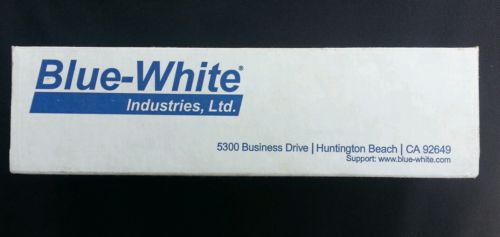 Blue-White®
Industries, Ltd.
5300 Business Drive | Huntington Beach | CA 92649
Support: www.blue-white.com